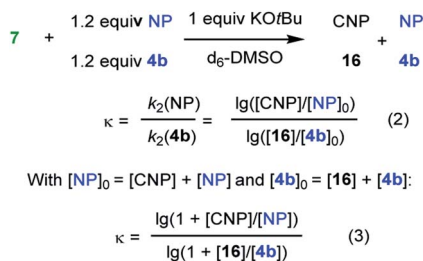 7 + 1.2 equiv NP 1 equiv KOtBu CNP NP
1.2 equiv 4b d6-DMSO 16 + 4b
κ = k2(NP) / k2(4b) = lg([CNP]/[NP]0) / lg([16]/[4b]0) (2)
With [NP]0 = [CNP] + [NP] and [4b]0 = [16] + [4b]:
κ = lg(1 + [CNP]/[NP]) / lg(1 + [16]/[4b]) (3)